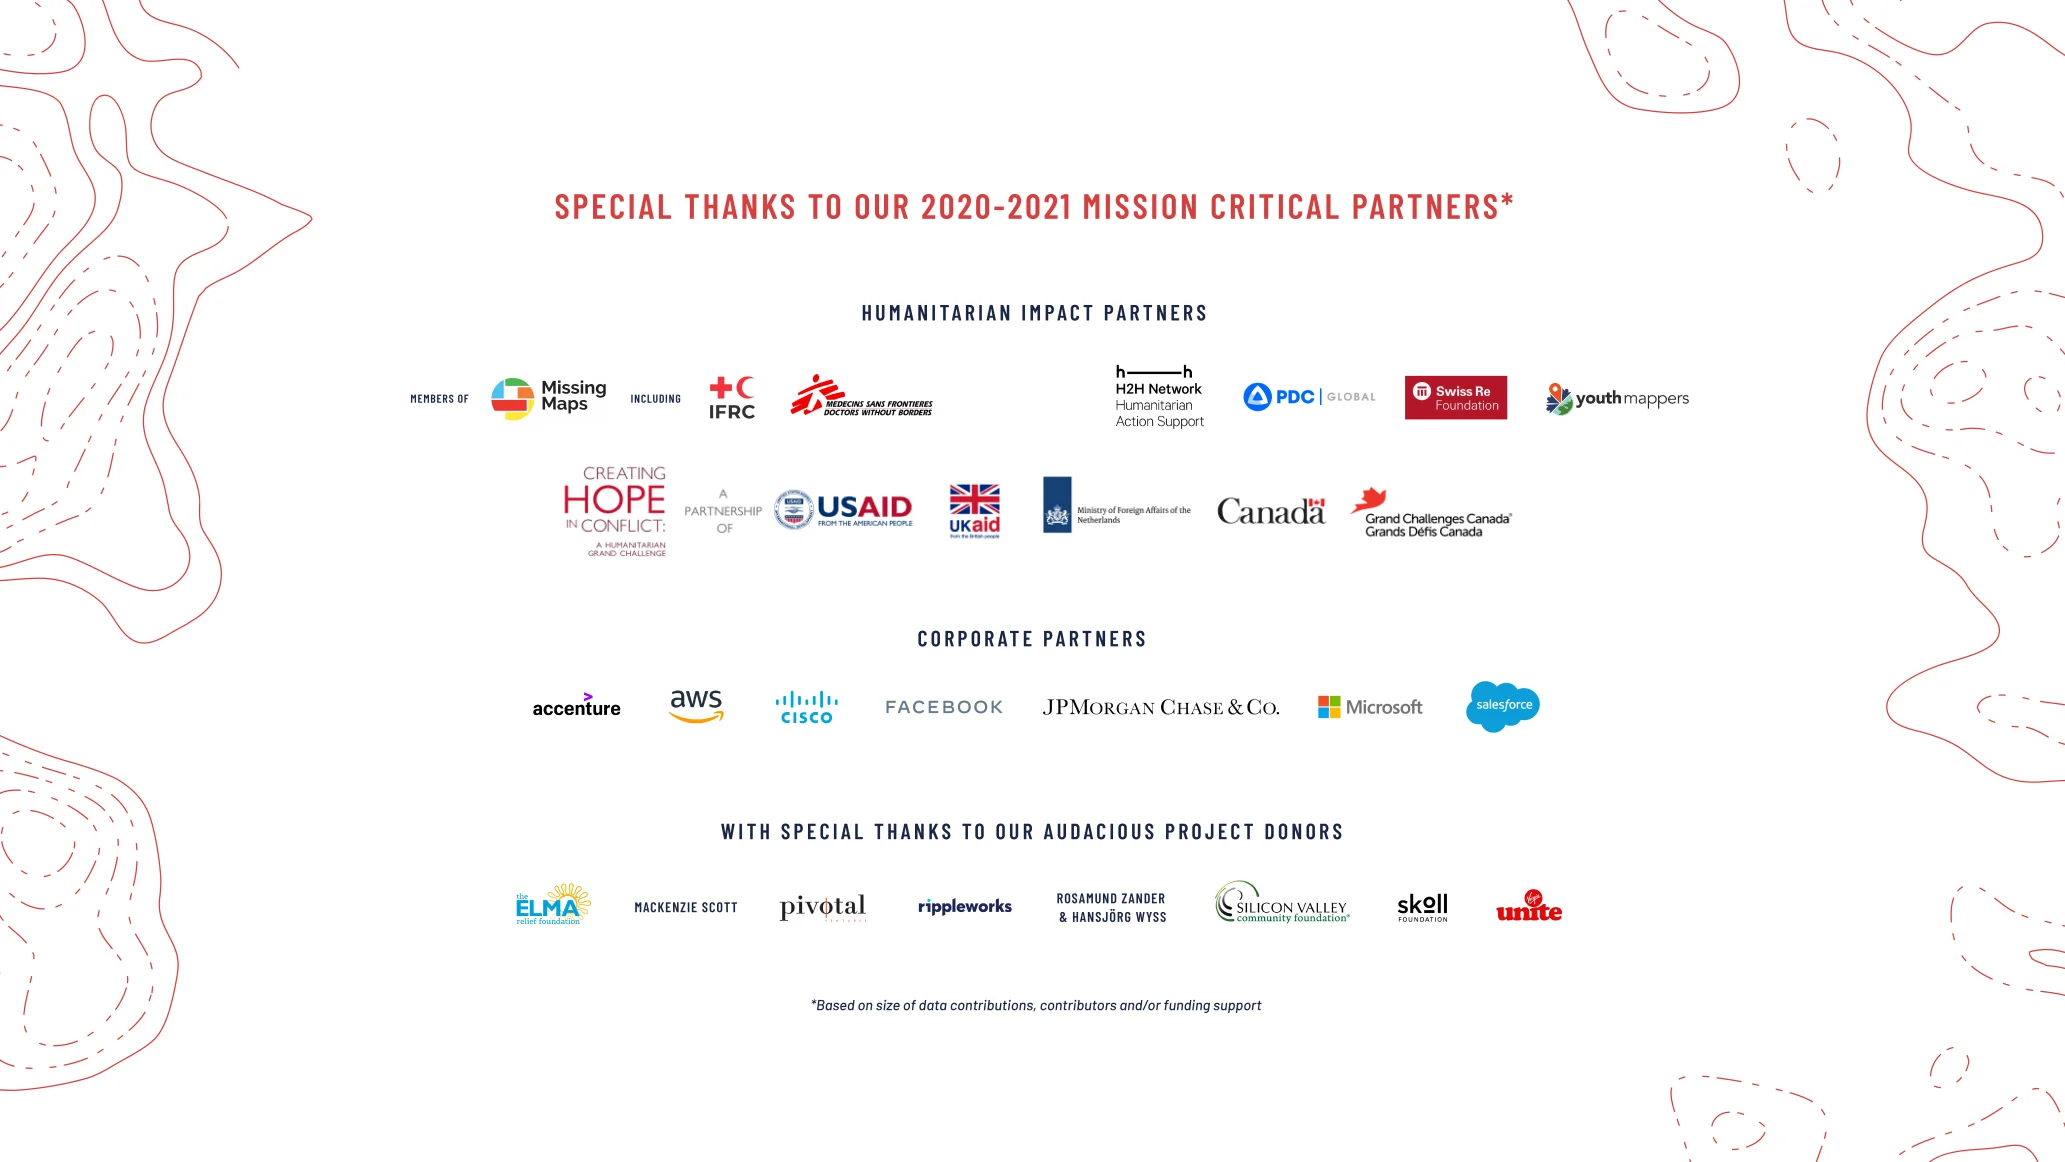 SPECIAL THANKS TO OUR 2020-2021 MISSION CRITICAL PARTNERS*
HUMANITARIAN IMPACT PARTNERS
MEMBERS OF
Missing
Maps
INCLUDING
IFRC
MEDECINS SANS FRONTIERES
DOCTORS WITHOUT BORDERS
h h
H2H Network
Humanitarian
Action Support
PDC | GLOBAL
Swiss Re
Foundation
youthmappers
CREATING
HOPE
IN CONFLICT:
A HUMANITARIAN
GRAND CHALLENGE
A
PARTNERSHIP
OF
USAID
FROM THE AMERICAN PEOPLE
UKaid
from the British people
Ministry of Foreign Affairs of the
Netherlands
Canada
Grand Challenges Canada®
Grands Défis Canada
CORPORATE PARTNERS
accenture
aws
CISCO
FACEBOOK
JPMORGAN CHASE & CO.
Microsoft
salesforce
WITH SPECIAL THANKS TO OUR AUDACIOUS PROJECT DONORS
the
ELMA
relief foundation
MACKENZIE SCOTT
pivotal
VENTURES
rippleworks
ROSAMUND ZANDER
& HANSJÖRG WYSS
SILICON VALLEY
community foundation®
skoll
FOUNDATION
Virgin
unite
*Based on size of data contributions, contributors and/or funding support